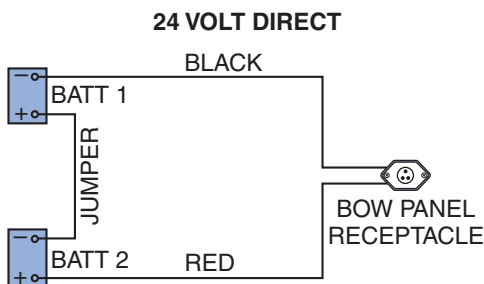 24 VOLT DIRECT
BLACK
−
BATT 1
+
JUMPER
−
BATT 2
RED
+
BOW PANEL
RECEPTACLE